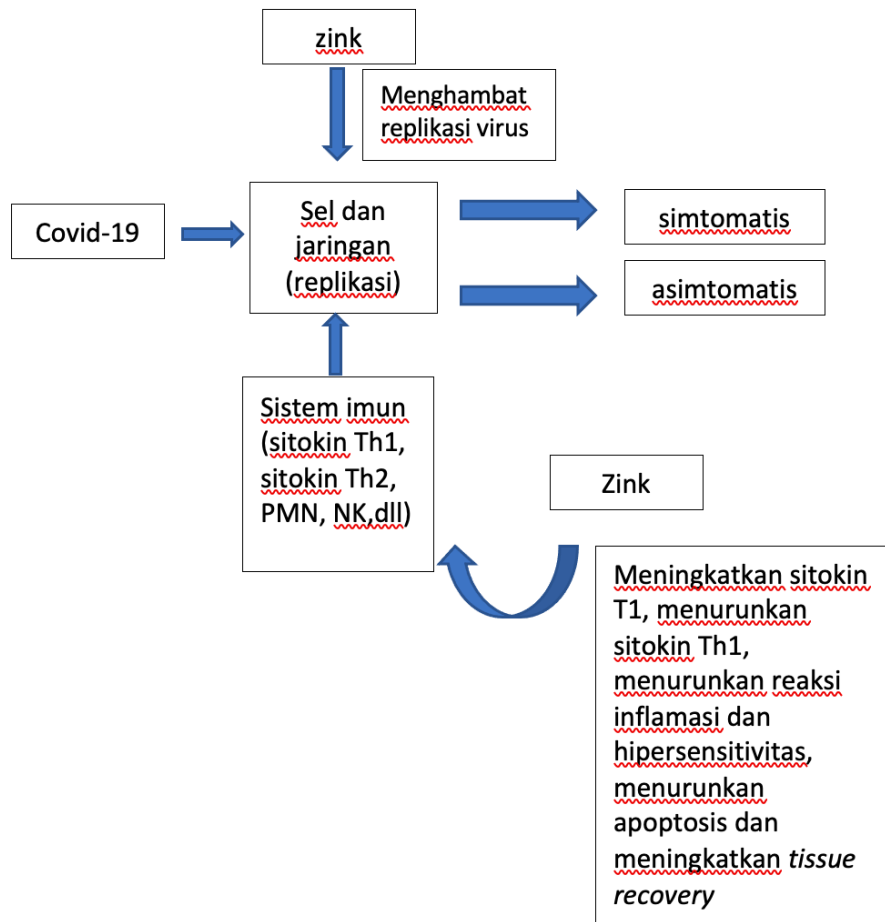 zink
Menghambat
replikasi virus
Covid-19
Sel dan
jaringan
(replikasi)
simtomatis
asimtomatis
Sistem imun
(sitokin Th1,
sitokin Th2,
PMN, NK,dll)
Zink
Meningkatkan sitokin
T1, menurunkan
sitokin Th1,
menurunkan reaksi
inflamasi dan
hipersensitivitas,
menurunkan
apoptosis dan
meningkatkan tissue
recovery